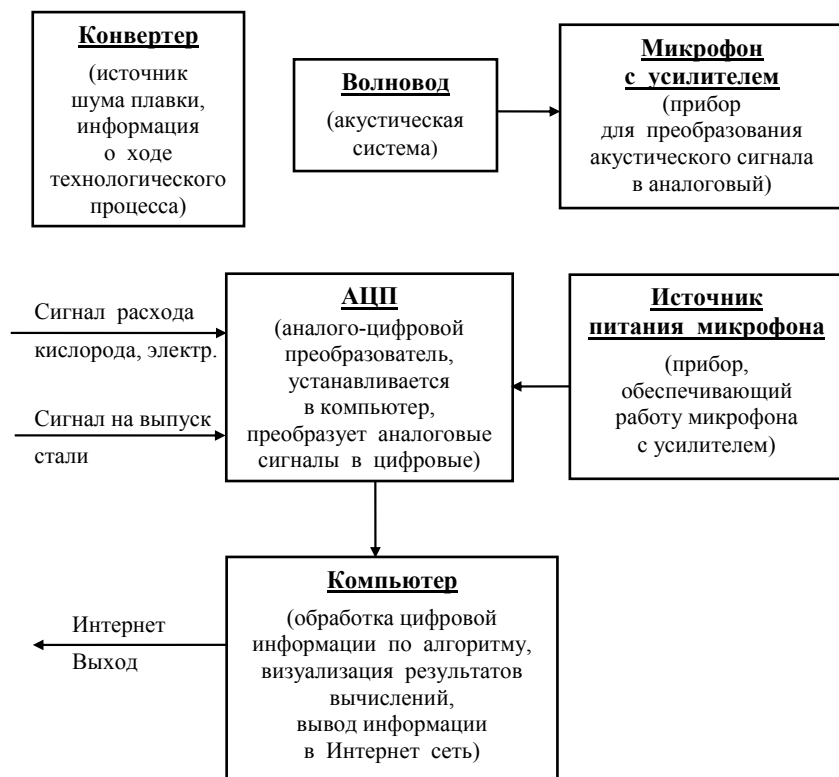 Конвертер
(источник
шума плавки,
информация
о ходе
технологического
процесса)
Волновод
(акустическая
система)
Микрофон
с усилителем
(прибор
для преобразования
акустического сигнала
в аналоговый)
Сигнал расхода
кислорода, электр.
Сигнал на выпуск
стали
АЦП
(аналого-цифровой
преобразователь,
устанавливается
в компьютер,
преобразует аналоговые
сигналы в цифровые)
Источник
питания микрофона
(прибор,
обеспечивающий
работу микрофона
с усилителем)
Интернет
Выход
Компьютер
(обработка цифровой
информации по алгоритму,
визуализация результатов
вычислений,
вывод информации
в Интернет сеть)